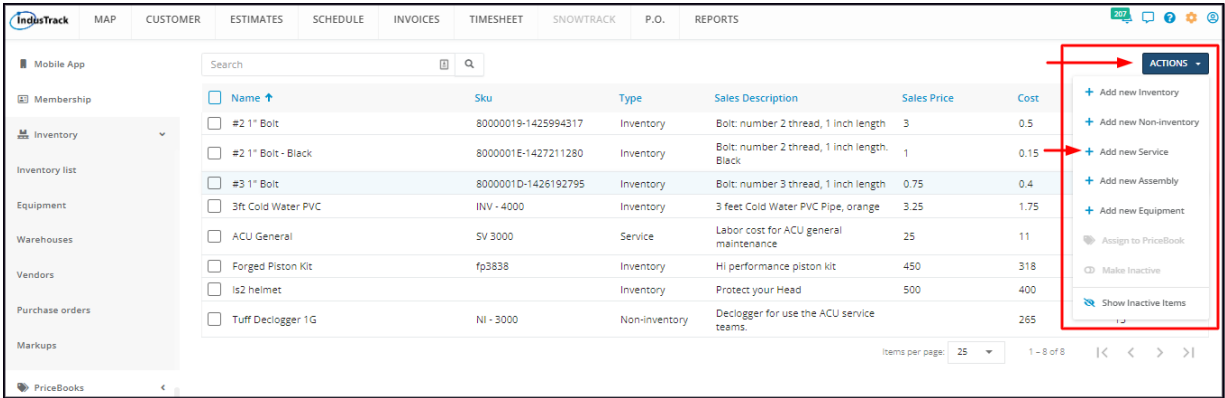 IndusTrack MAP CUSTOMER ESTIMATES SCHEDULE INVOICES TIMESHEET SNOWTRACK P.O. REPORTS 207
Mobile App
Membership
Inventory
Inventory list
Equipment
Warehouses
Vendors
Purchase orders
Markups
PriceBooks
Search
ACTIONS
Name Sku Type Sales Description Sales Price Cost
#2 1" Bolt 80000019-1425994317 Inventory Bolt: number 2 thread, 1 inch length 3 0.5
#2 1" Bolt - Black 8000001E-1427211280 Inventory Bolt: number 2 thread, 1 inch length. 1 0.15
Black
#3 1" Bolt 8000001D-1426192795 Inventory Bolt: number 3 thread, 1 inch length 0.75 0.4
3ft Cold Water PVC INV - 4000 Inventory 3 feet Cold Water PVC Pipe, orange 3.25 1.75
ACU General SV 3000 Service Labor cost for ACU general 25 11
maintenance
Forged Piston Kit fp3838 Inventory Hi performance piston kit 450 318
ls2 helmet Inventory Protect your Head 500 400
Tuff Declogger 1G NI - 3000 Non-inventory Declogger for use the ACU service 265
teams.
Add new Inventory
Add new Non-inventory
Add new Service
Add new Assembly
Add new Equipment
Assign to PriceBook
Make Inactive
Show Inactive Items
Items per page: 25 1 – 8 of 8